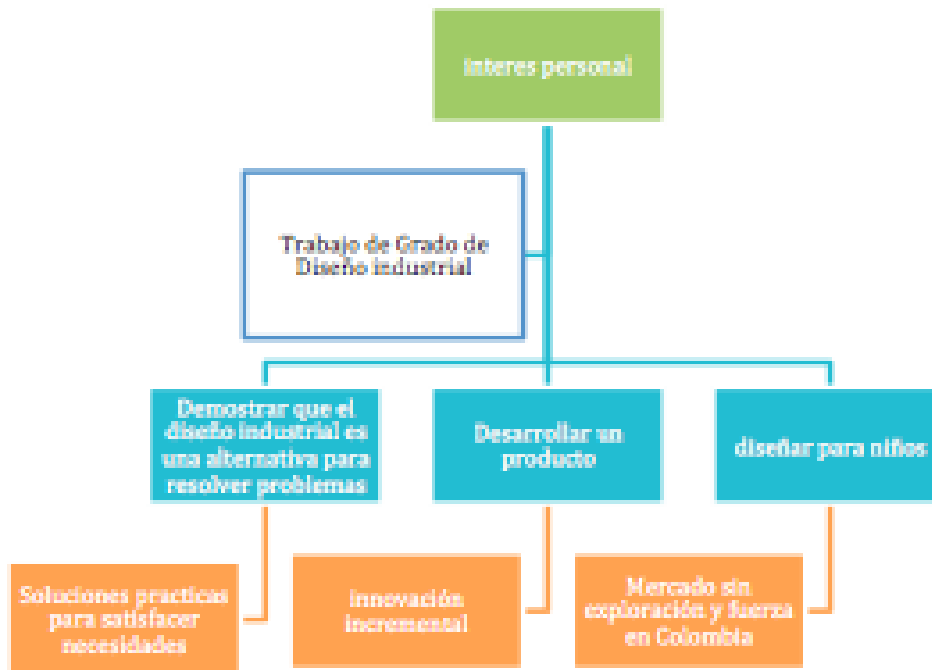 interes personal
Trabajo de Grado de
Diseño industrial
Demostrar que el
diseño industrial es
una alternativa para
resolver problemas
Desarrollar un
producto
diseñar para niños
Soluciones practicas
para satisfacer
necesidades
innovación
incremental
Mercado sin
exploración y fuerza
en Colombia